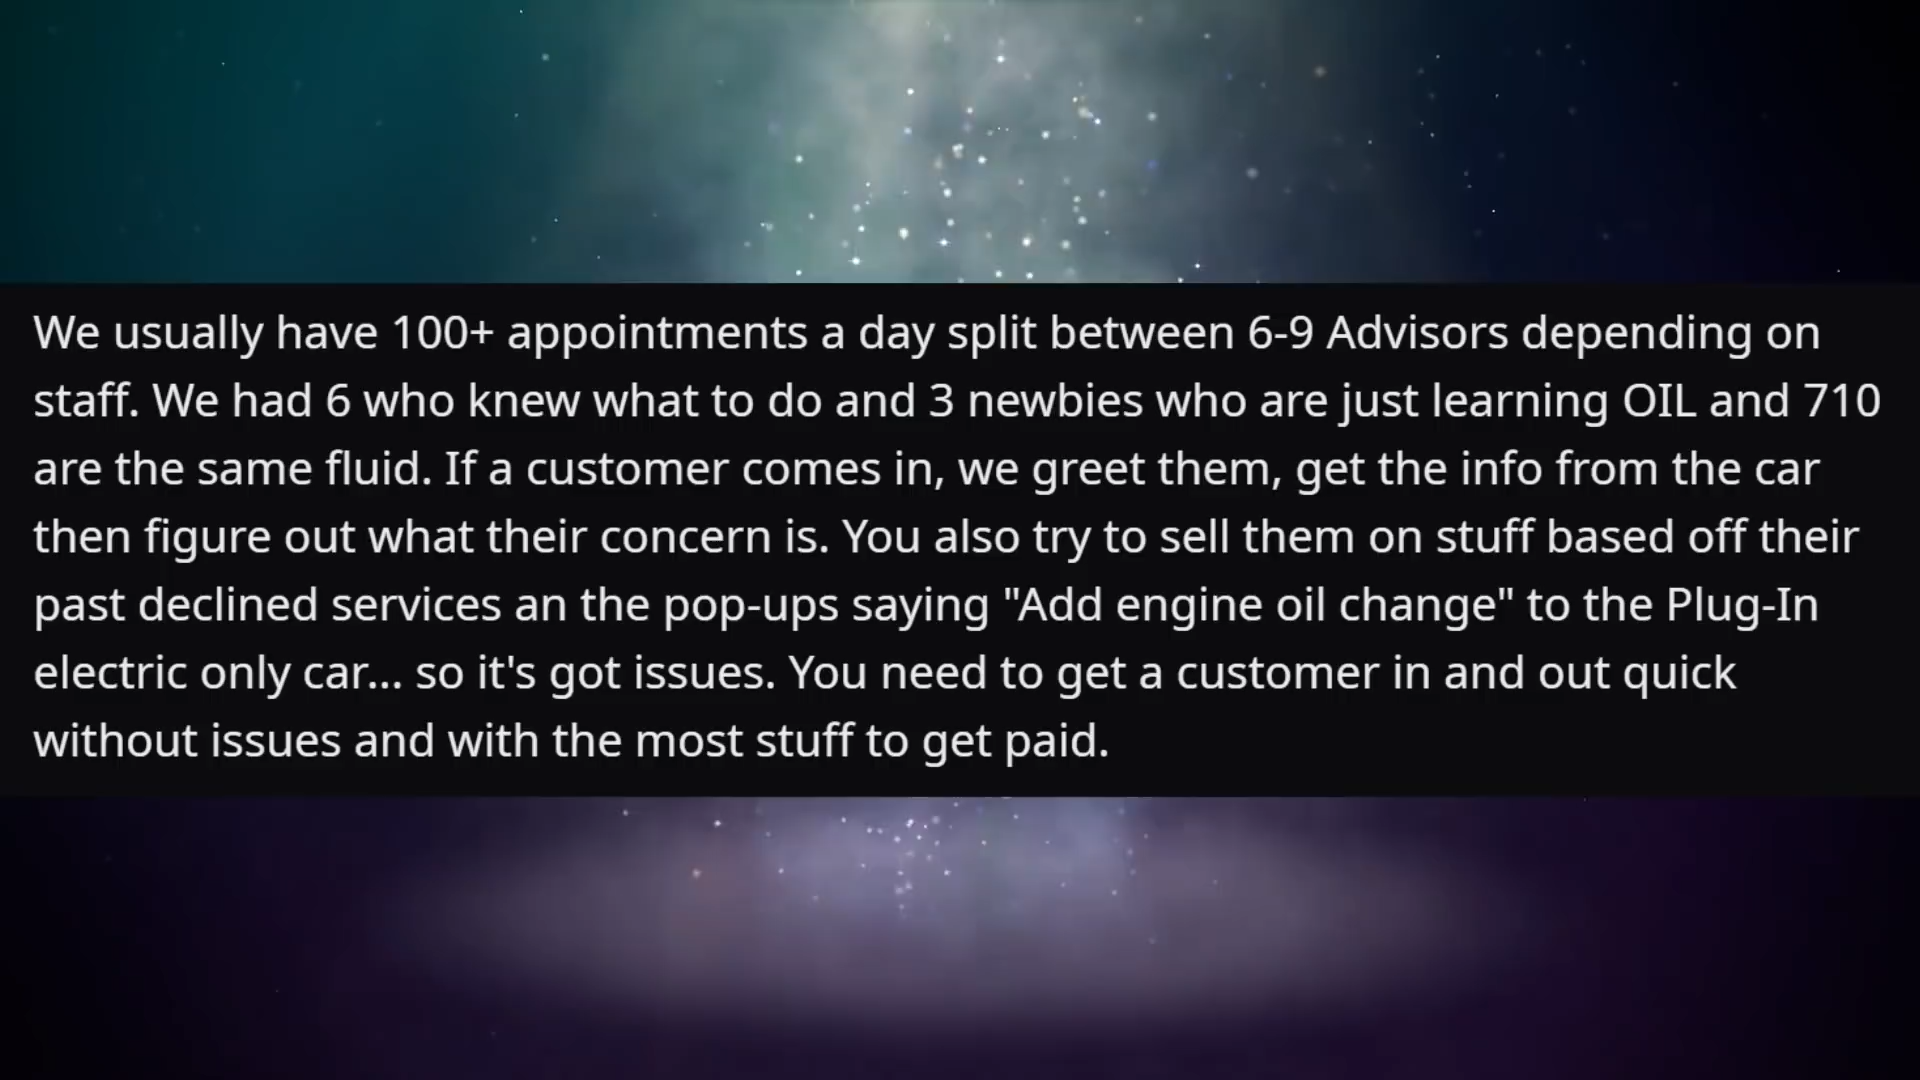 We usually have 100+ appointments a day split between 6-9 Advisors depending on
staff. We had 6 who knew what to do and 3 newbies who are just learning OIL and 710
are the same fluid. If a customer comes in, we greet them, get the info from the car
then figure out what their concern is. You also try to sell them on stuff based off their
past declined services an the pop-ups saying "Add engine oil change" to the Plug-In
electric only car... so it's got issues. You need to get a customer in and out quick
without issues and with the most stuff to get paid.